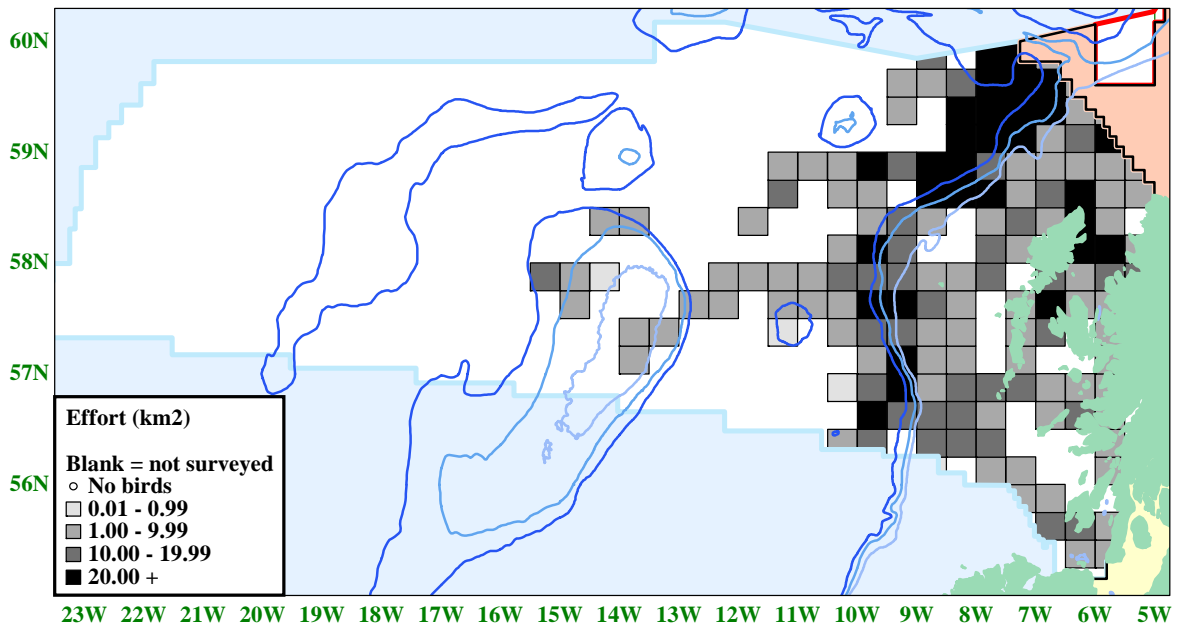 60N
59N
58N
57N
56N
Effort (km2)
Blank = not surveyed
No birds
0.01 - 0.99
1.00 - 9.99
10.00 - 19.99
20.00 +
23W 22W 21W 20W 19W 18W 17W 16W 15W 14W 13W 12W 11W 10W 9W 8W 7W 6W 5W